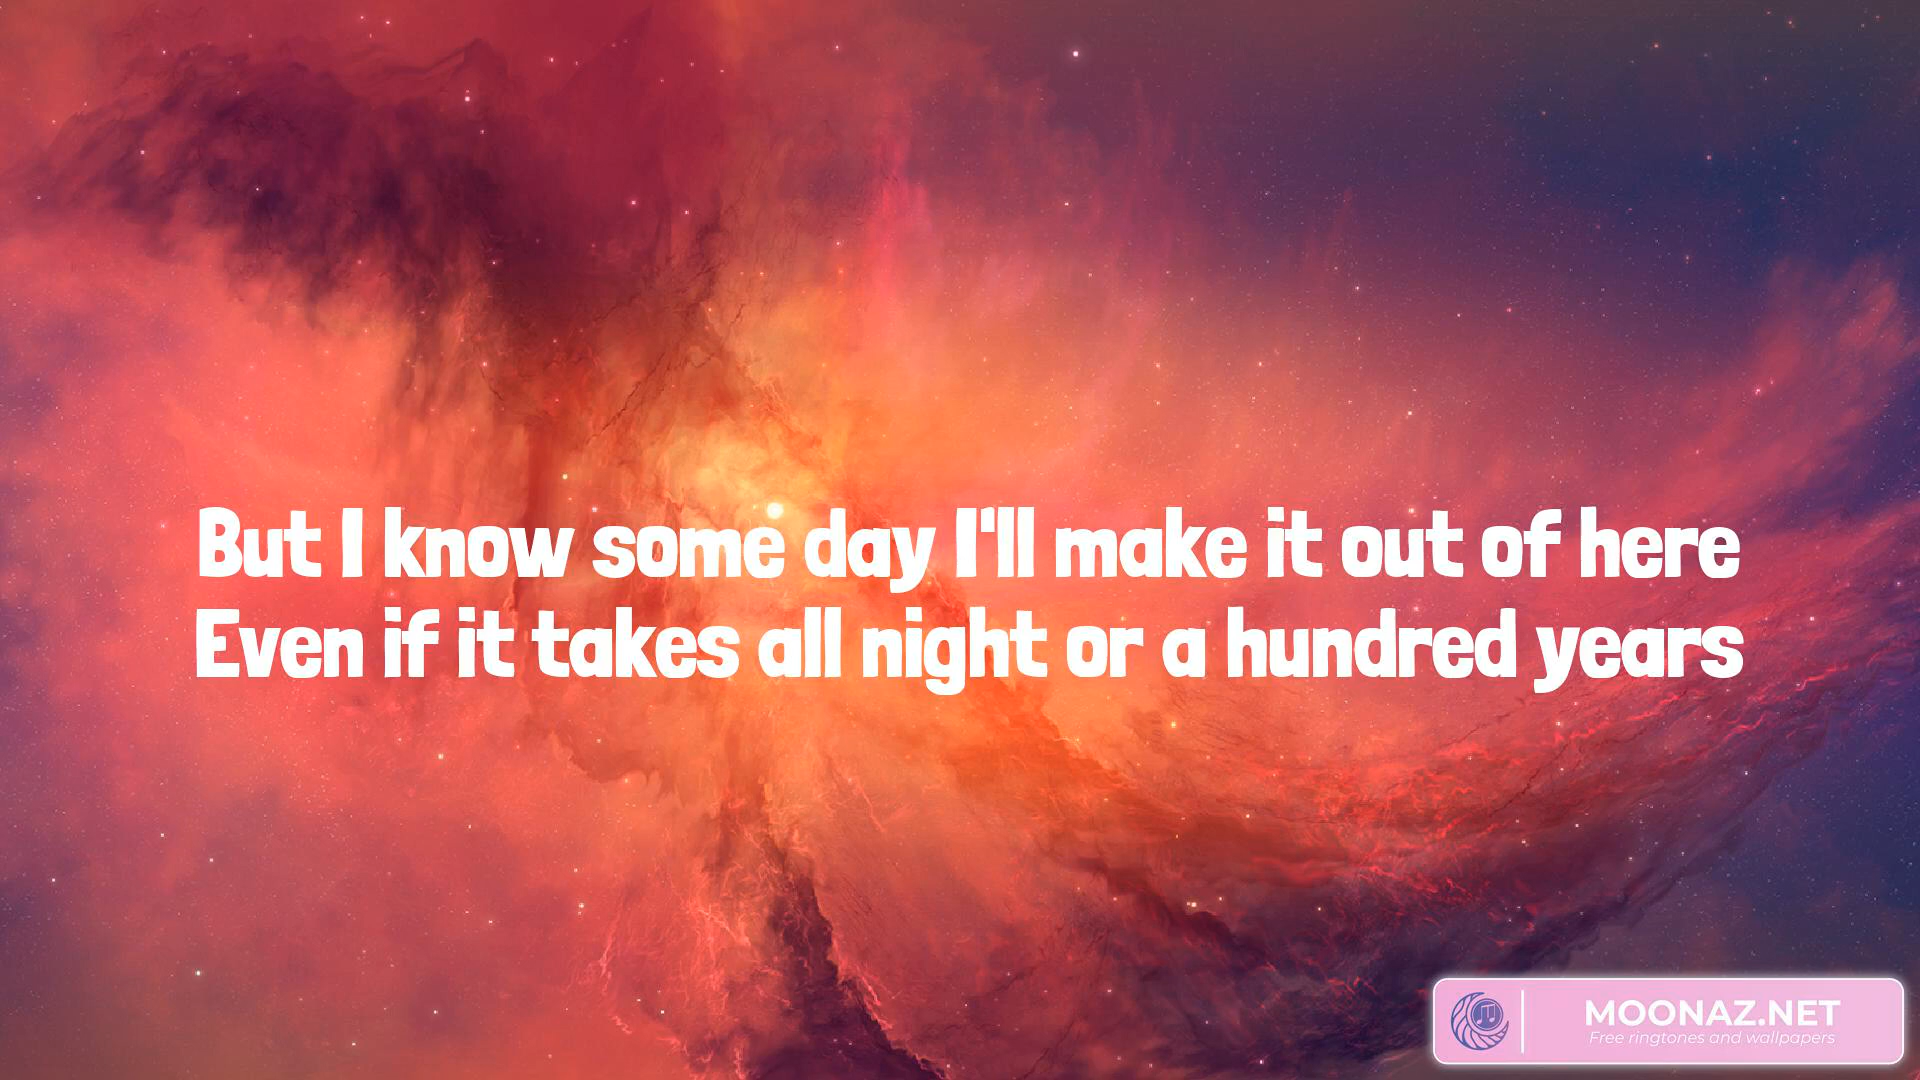 But I know some day I'll make it out of here
Even if it takes all night or a hundred years
MOONAZ.NET
Free ringtones and wallpapers